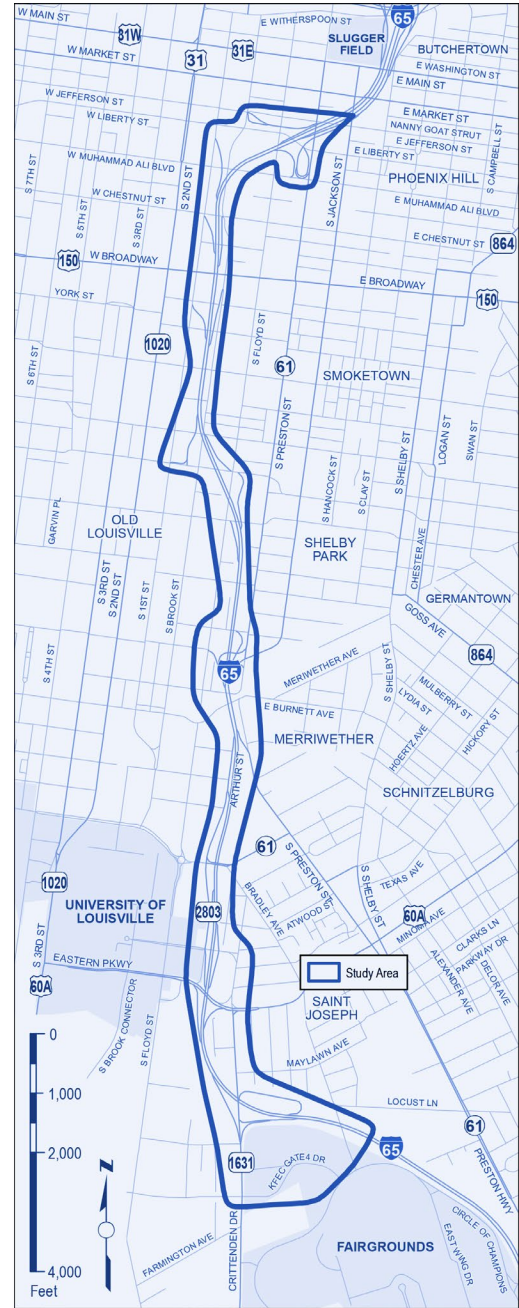 W MAIN ST
E WITHERSPOON ST
65
31W
31
31E
SLUGGER
FIELD
BUTCHERTOWN
W MARKET ST
E WASHINGTON ST
E MAIN ST
W JEFFERSON ST
W LIBERTY ST
E MARKET ST
NANNY GOAT STRUT
E JEFFERSON ST
E LIBERTY ST
S CAMPBELL ST
S 7TH ST
W MUHAMMAD ALI BLVD
S 2ND ST
S JACKSON ST
PHOENIX HILL
W CHESTNUT ST
E MUHAMMAD ALI BLVD
S 5TH ST
S 3RD ST
E CHESTNUT ST
864
150
W BROADWAY
E BROADWAY
150
YORK ST
1020
S FLOYD ST
61
S 6TH ST
SMOKETOWN
S PRESTON ST
S SHELBY ST
LOGAN ST
SWAN ST
S HANCOCK ST
S CLAY ST
GARVIN PL
OLD
LOUISVILLE
SHELBY
PARK
CHESTER AVE
S 3RD ST
S 2ND ST
S 1ST ST
S BROOK ST
GERMANTOWN
GOSS AVE
864
S 4TH ST
65
MERIWETHER AVE
S SHELBY ST
MULBERRY ST
LYDIA ST
HICKORY ST
E BURNETT AVE
HOERTZ AVE
MERRIWETHER
ARTHUR ST
SCHNITZELBURG
61
S PRESTON ST
S SHELBY ST
TEXAS AVE
1020
UNIVERSITY OF
LOUISVILLE
2803
BRADLEY AVE
ATWOOD ST
60A
MINOMA AVE
CLARKS LN
PARKWAY DR
DELOR AVE
ALEXANDER AVE
S 3RD ST
EASTERN PKWY
60A
Study Area
SAINT
JOSEPH
S BROOK CONNECTOR
S FLOYD ST
0
1,000
2,000
4,000
Feet
N
MAYLAWN AVE
LOCUST LN
61
65
PRESTON HWY
1631
KFEC GATE4 DR
CRITTENDEN DR
FARMINGTON AVE
FAIRGROUNDS
EAST WING DR
CIRCLE OF CHAMPIONS